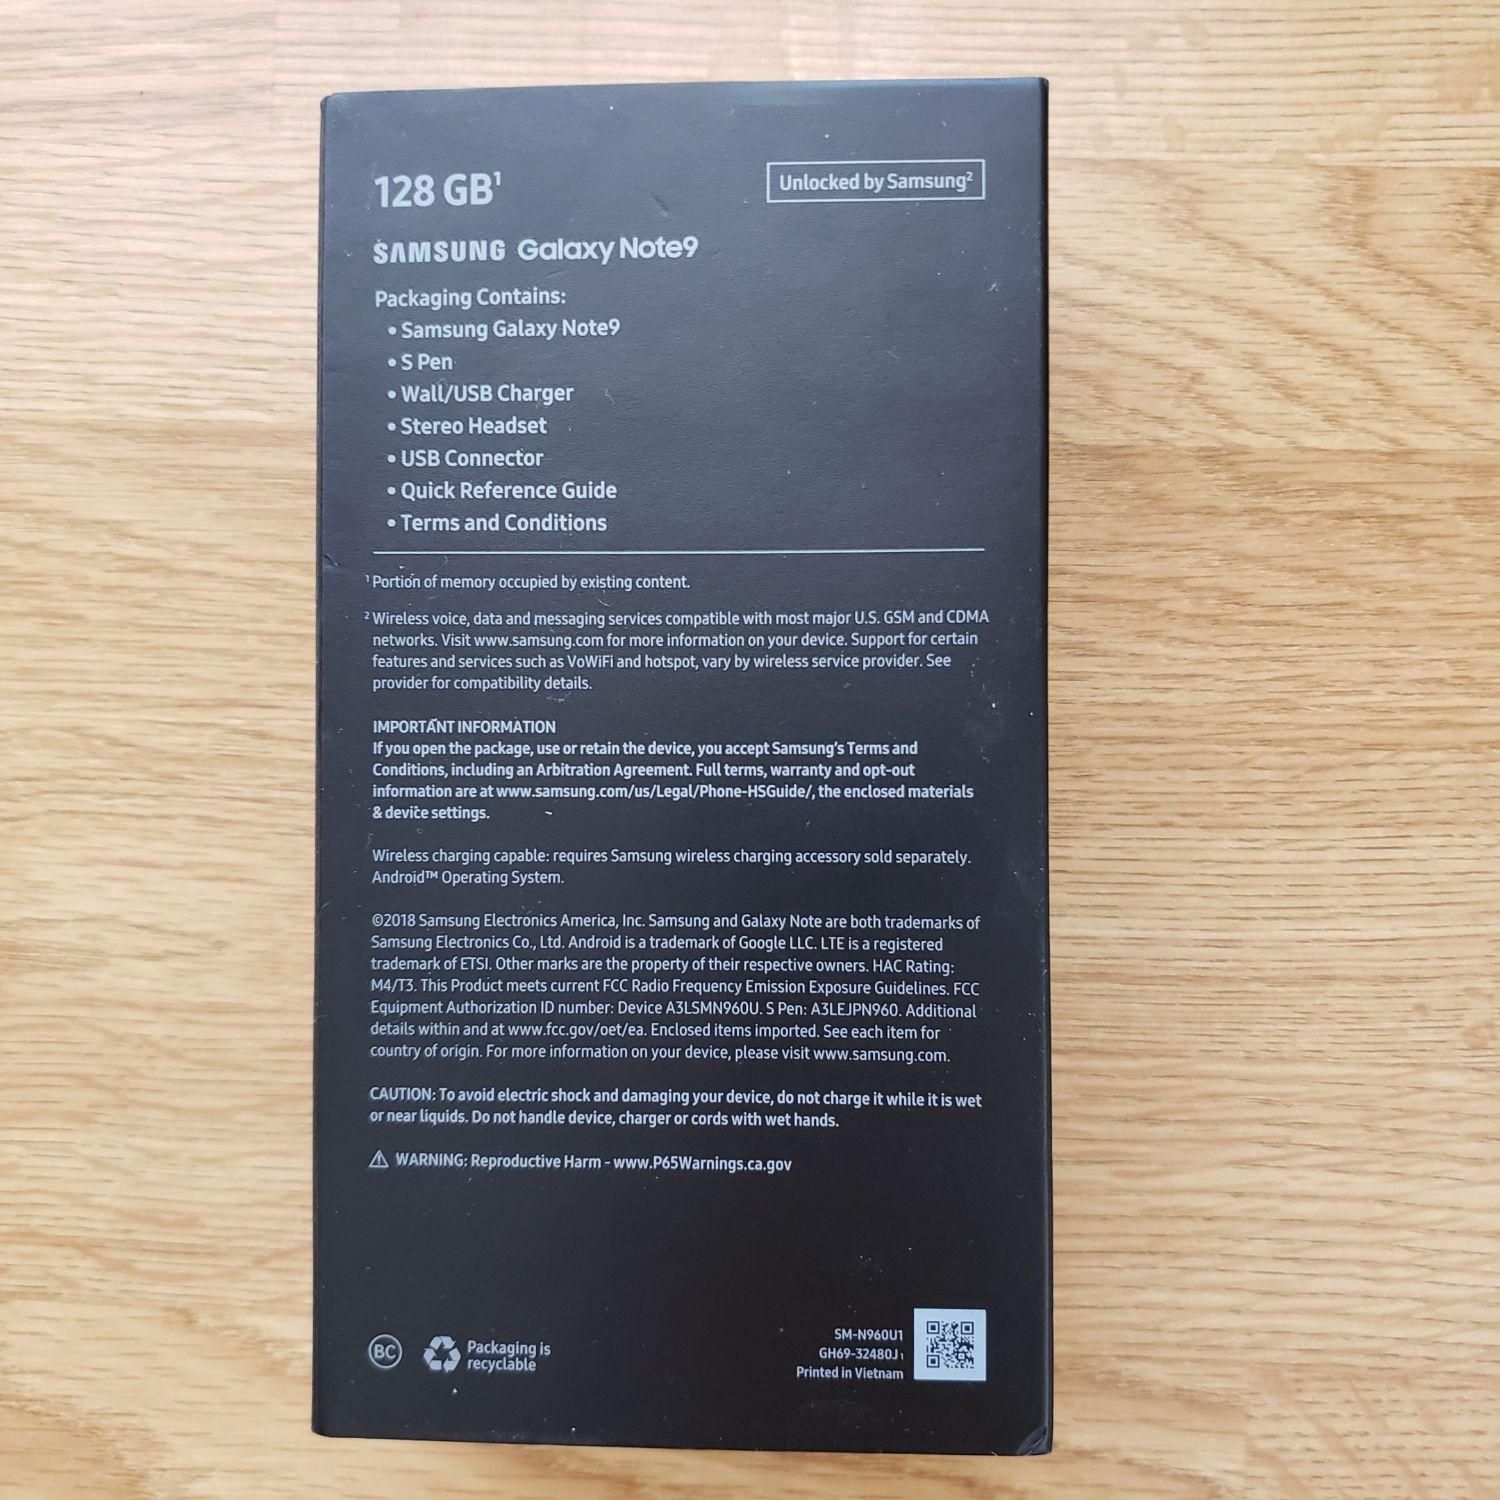 128 GB¹
Unlocked by Samsung²
SAMSUNG Galaxy Note9
Packaging Contains:
• Samsung Galaxy Note9
• S Pen
• Wall/USB Charger
• Stereo Headset
• USB Connector
• Quick Reference Guide
• Terms and Conditions
¹ Portion of memory occupied by existing content.
² Wireless voice, data and messaging services compatible with most major U.S. GSM and CDMA
networks. Visit www.samsung.com for more information on your device. Support for certain
features and services such as VoWiFi and hotspot, vary by wireless service provider. See
provider for compatibility details.
IMPORTANT INFORMATION
If you open the package, use or retain the device, you accept Samsung's Terms and
Conditions, including an Arbitration Agreement. Full terms, warranty and opt-out
information are at www.samsung.com/us/Legal/Phone-HSGuide/, the enclosed materials
& device settings.
Wireless charging capable: requires Samsung wireless charging accessory sold separately.
Android™ Operating System.
©2018 Samsung Electronics America, Inc. Samsung and Galaxy Note are both trademarks of
Samsung Electronics Co., Ltd. Android is a trademark of Google LLC. LTE is a registered
trademark of ETSI. Other marks are the property of their respective owners. HAC Rating:
M4/T3. This Product meets current FCC Radio Frequency Emission Exposure Guidelines. FCC
Equipment Authorization ID number: Device A3LSMN960U. S Pen: A3LEJPN960. Additional
details within and at www.fcc.gov/oet/ea. Enclosed items imported. See each item for
country of origin. For more information on your device, please visit www.samsung.com.
CAUTION: To avoid electric shock and damaging your device, do not charge it while it is wet
or near liquids. Do not handle device, charger or cords with wet hands.
⚠ WARNING: Reproductive Harm - www.P65Warnings.ca.gov
BC
Packaging is
recyclable
SM-N960U1
GH69-32480J 1
Printed in Vietnam